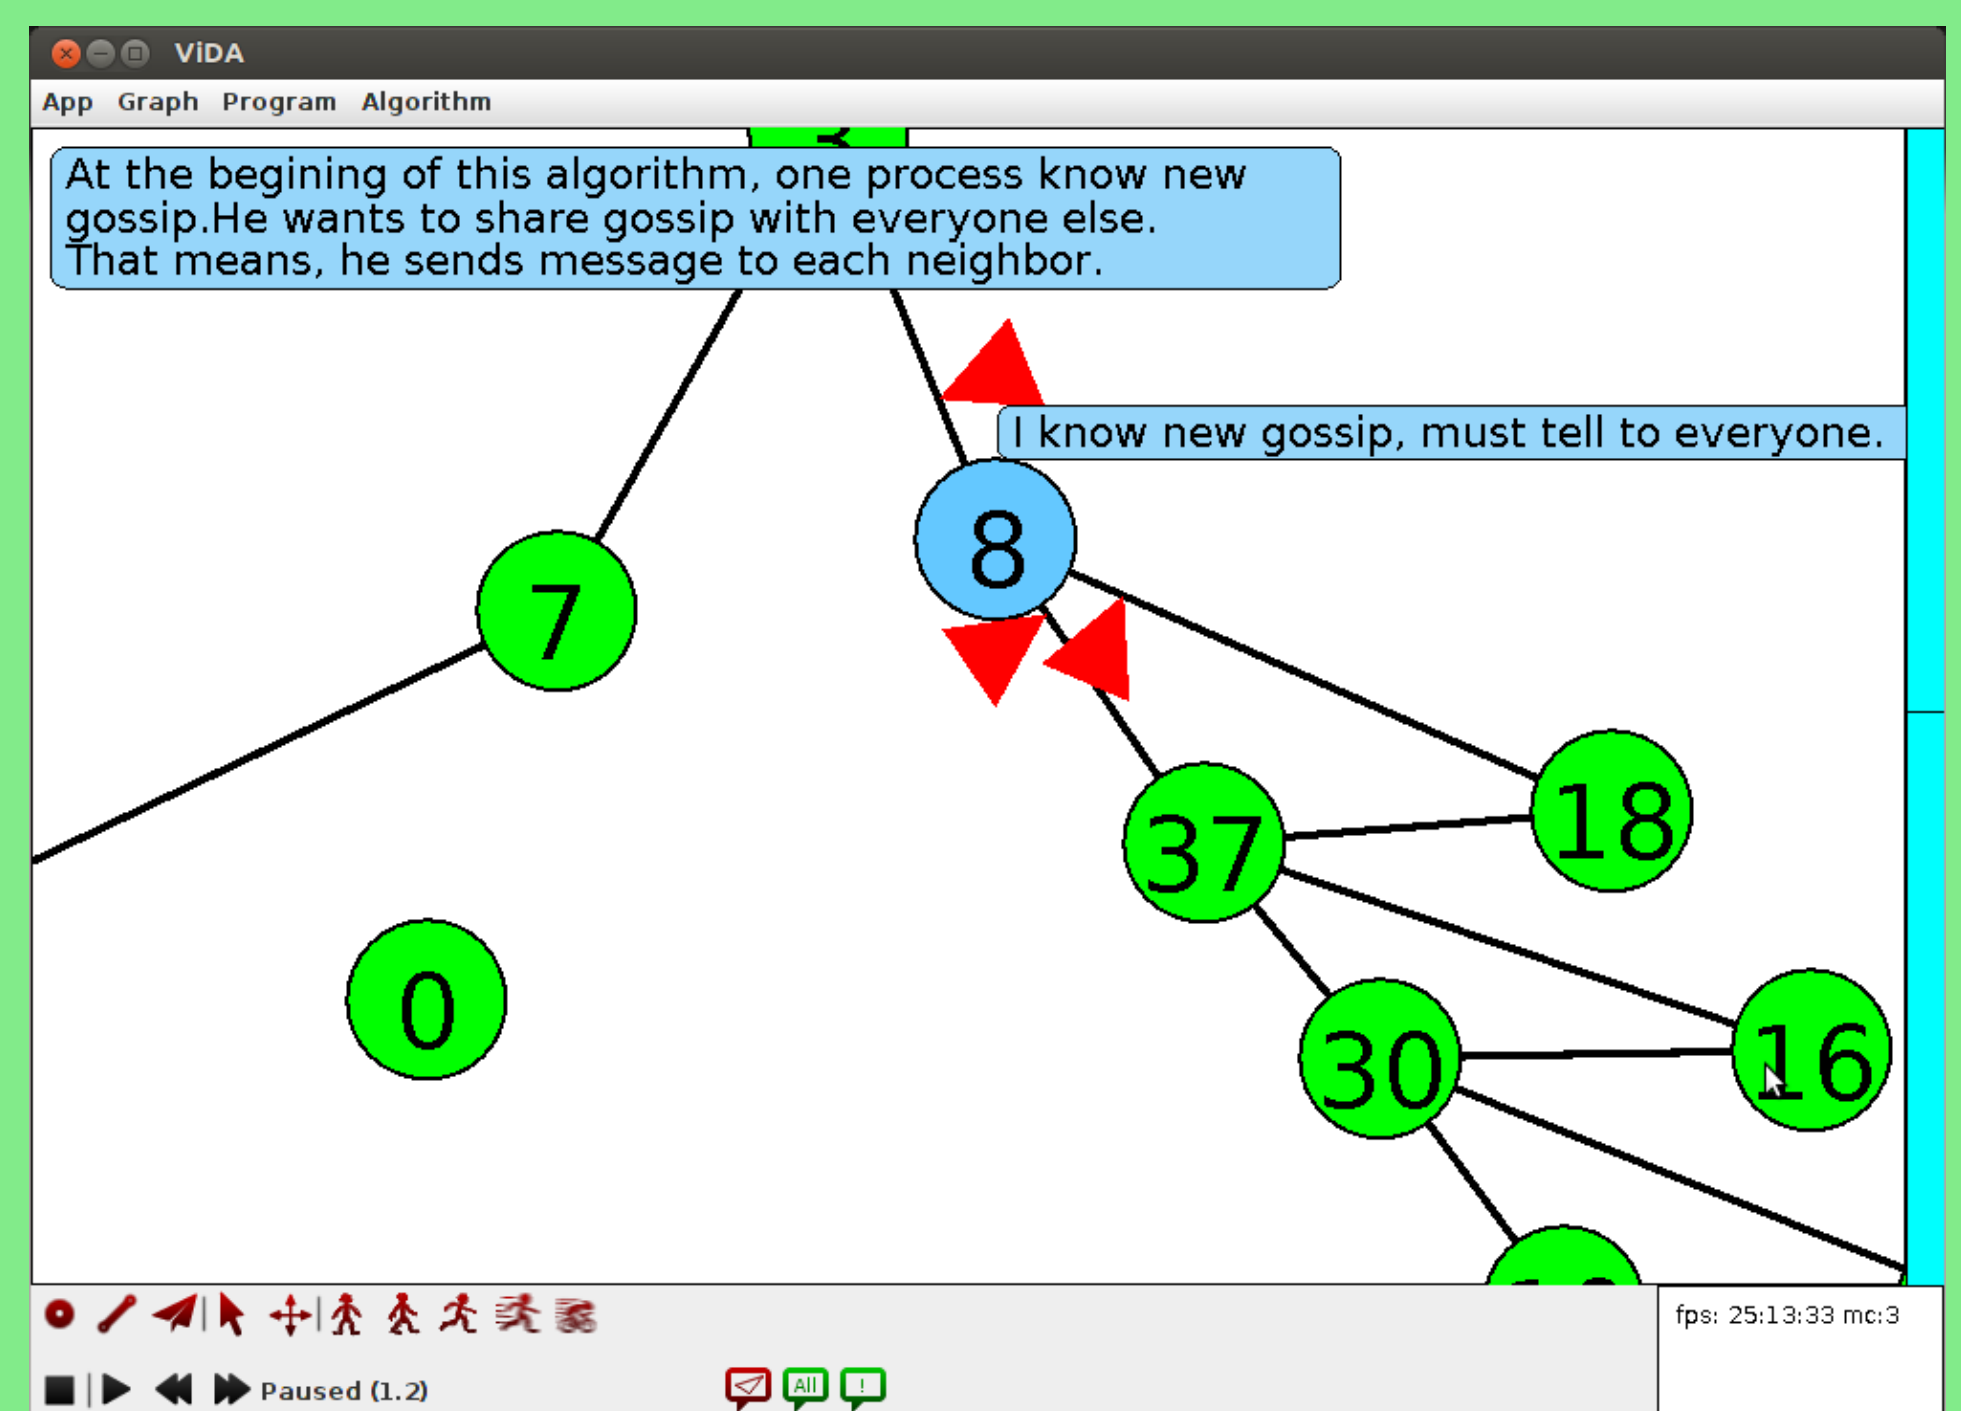 ViDA
App Graph Program Algorithm
At the begining of this algorithm, one process know new
gossip.He wants to share gossip with everyone else.
That means, he sends message to each neighbor.
I know new gossip, must tell to everyone.
8
7
18
37
0
16
30
fps: 25:13:33 mc:3
Paused (1.2)
All
!